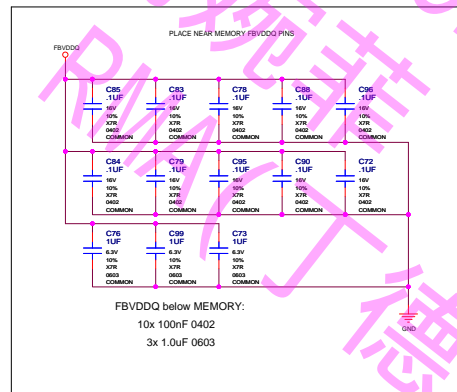 PLACE NEAR MEMORY FBVDDQ PINS
FBVDDQ
C85
.1UF
16V
10%
X7R
0402
COMMON
C83
.1UF
16V
10%
X7R
0402
COMMON
C78
.1UF
16V
10%
X7R
0402
COMMON
C88
.1UF
16V
10%
X7R
0402
COMMON
C96
.1UF
16V
10%
X7R
0402
COMMON
C84
.1UF
16V
10%
X7R
0402
COMMON
C79
.1UF
16V
10%
X7R
0402
COMMON
C95
.1UF
16V
10%
X7R
0402
COMMON
C90
.1UF
16V
10%
X7R
0402
COMMON
C72
.1UF
16V
10%
X7R
0402
COMMON
C76
1UF
6.3V
10%
X7R
0603
COMMON
C99
1UF
6.3V
10%
X7R
0603
COMMON
C73
1UF
6.3V
10%
X7R
0603
COMMON
GND
FBVDDQ below MEMORY:
10x 100nF 0402
3x 1.0uF 0603
婉菲
RMA(丁
德